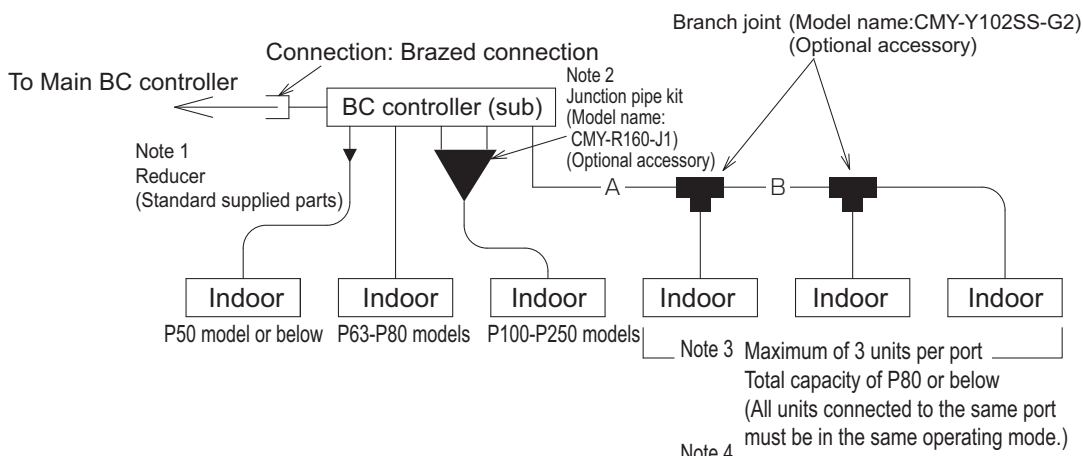 Branch joint (Model name:CMY-Y102SS-G2)
(Optional accessory)
Connection: Brazed connection
To Main BC controller
Note 2
Junction pipe kit
(Model name:
CMY-R160-J1)
(Optional accessory)
BC controller (sub)
Note 1
Reducer
(Standard supplied parts)
A
B
Indoor
Indoor
Indoor
Indoor
Indoor
Indoor
P50 model or below
P63-P80 models
P100-P250 models
Note 3 Maximum of 3 units per port
Total capacity of P80 or below
(All units connected to the same port
must be in the same operating mode.)
Note 4